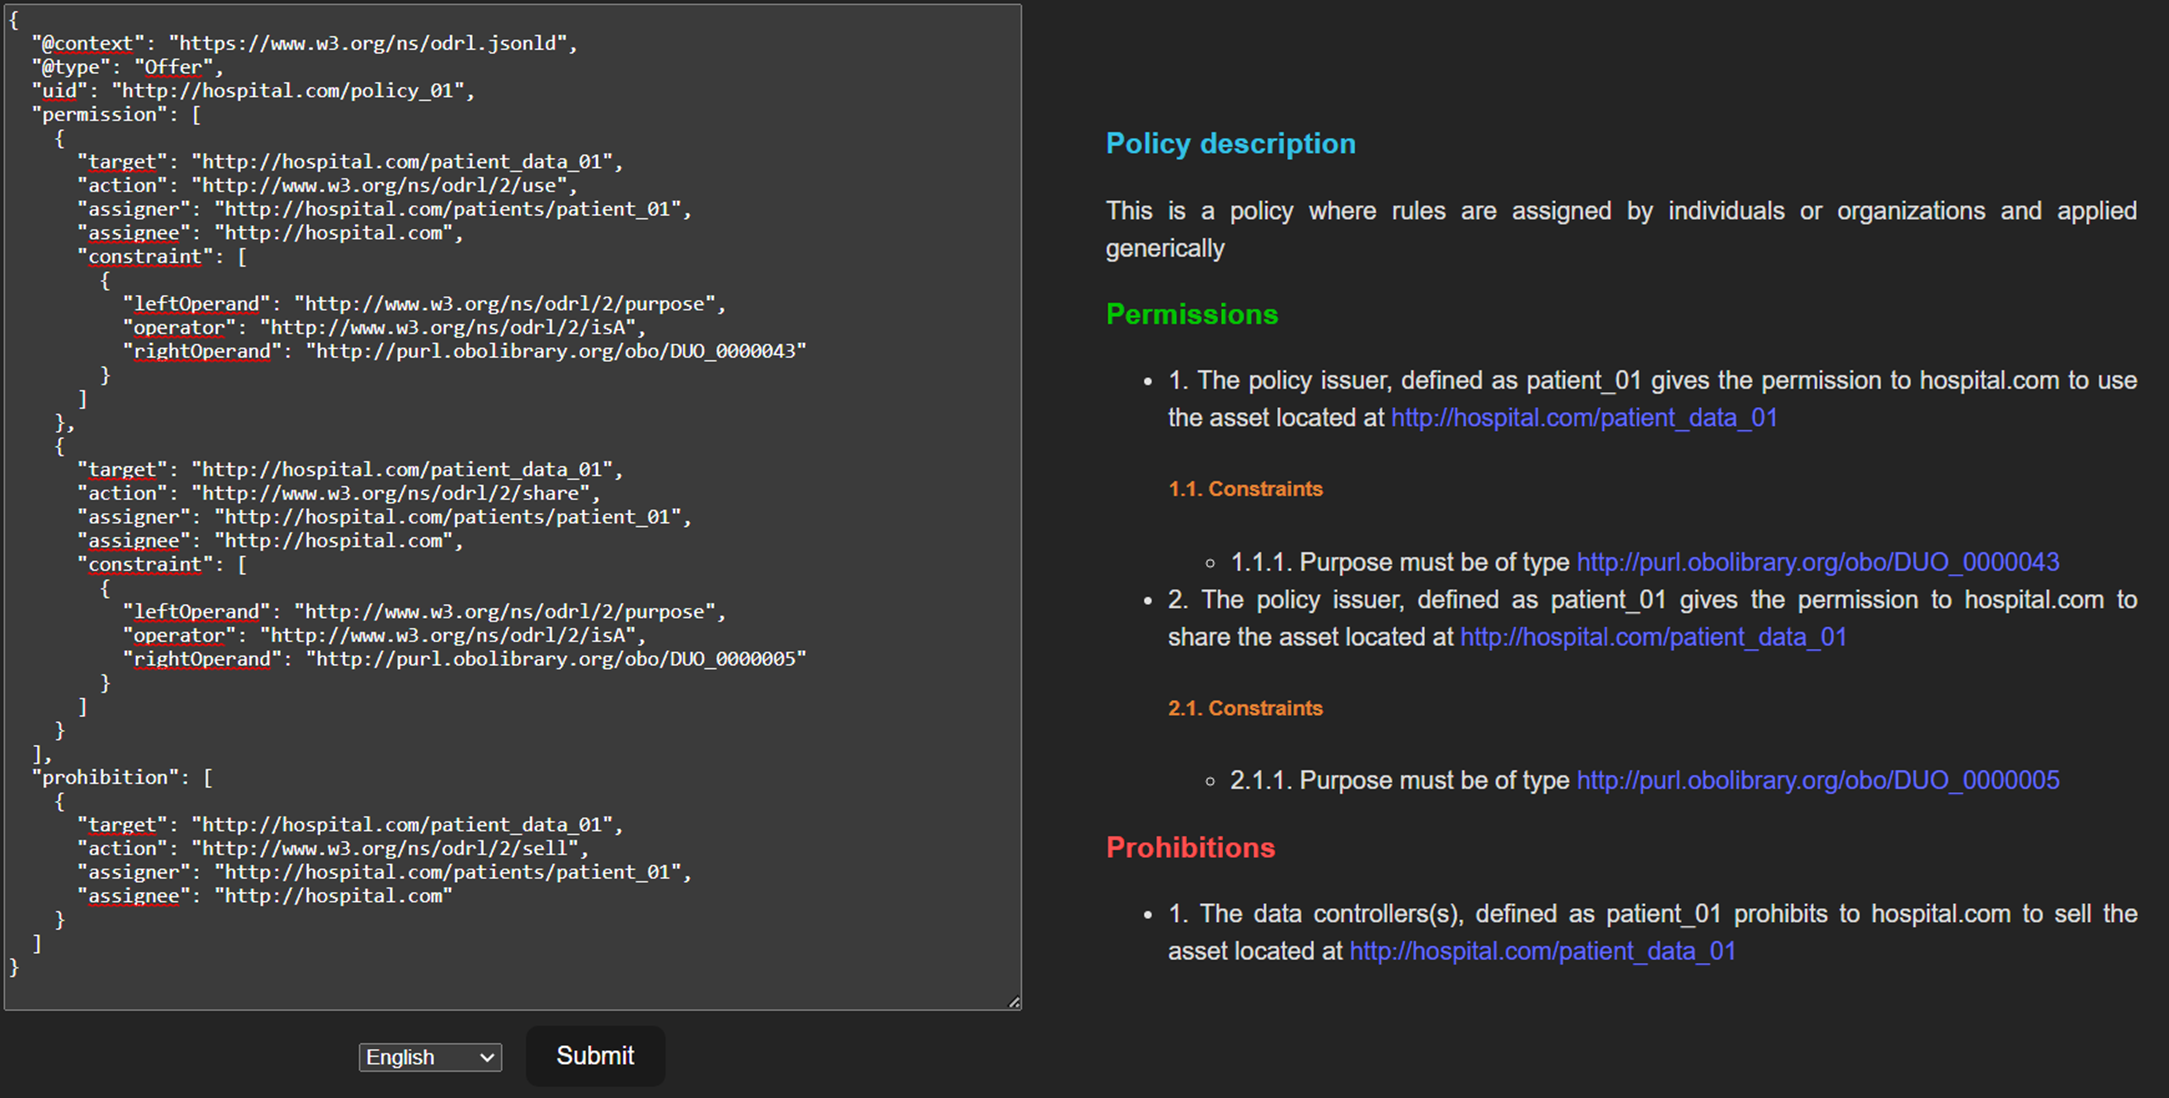 {
"@context": "https://www.w3.org/ns/odrl.jsonld",
"@type": "Offer",
"uid": "http://hospital.com/policy_01",
"permission": [
{
"target": "http://hospital.com/patient_data_01",
"action": "http://www.w3.org/ns/odrl/2/use",
"assigner": "http://hospital.com/patients/patient_01",
"assignee": "http://hospital.com",
"constraint": [
{
"leftOperand": "http://www.w3.org/ns/odrl/2/purpose",
"operator": "http://www.w3.org/ns/odrl/2/isA",
"rightOperand": "http://purl.obolibrary.org/obo/DUO_0000043"
}
]
},
{
"target": "http://hospital.com/patient_data_01",
"action": "http://www.w3.org/ns/odrl/2/share",
"assigner": "http://hospital.com/patients/patient_01",
"assignee": "http://hospital.com",
"constraint": [
{
"leftOperand": "http://www.w3.org/ns/odrl/2/purpose",
"operator": "http://www.w3.org/ns/odrl/2/isA",
"rightOperand": "http://purl.obolibrary.org/obo/DUO_0000005"
}
]
}
],
"prohibition": [
{
"target": "http://hospital.com/patient_data_01",
"action": "http://www.w3.org/ns/odrl/2/sell",
"assigner": "http://hospital.com/patients/patient_01",
"assignee": "http://hospital.com"
}
]
}
English
Submit
Policy description
This is a policy where rules are assigned by individuals or organizations and applied
generically
Permissions
• 1. The policy issuer, defined as patient_01 gives the permission to hospital.com to use
the asset located at http://hospital.com/patient_data_01
1.1. Constraints
◦ 1.1.1. Purpose must be of type http://purl.obolibrary.org/obo/DUO_0000043
• 2. The policy issuer, defined as patient_01 gives the permission to hospital.com to
share the asset located at http://hospital.com/patient_data_01
2.1. Constraints
◦ 2.1.1. Purpose must be of type http://purl.obolibrary.org/obo/DUO_0000005
Prohibitions
• 1. The data controllers(s), defined as patient_01 prohibits to hospital.com to sell the
asset located at http://hospital.com/patient_data_01